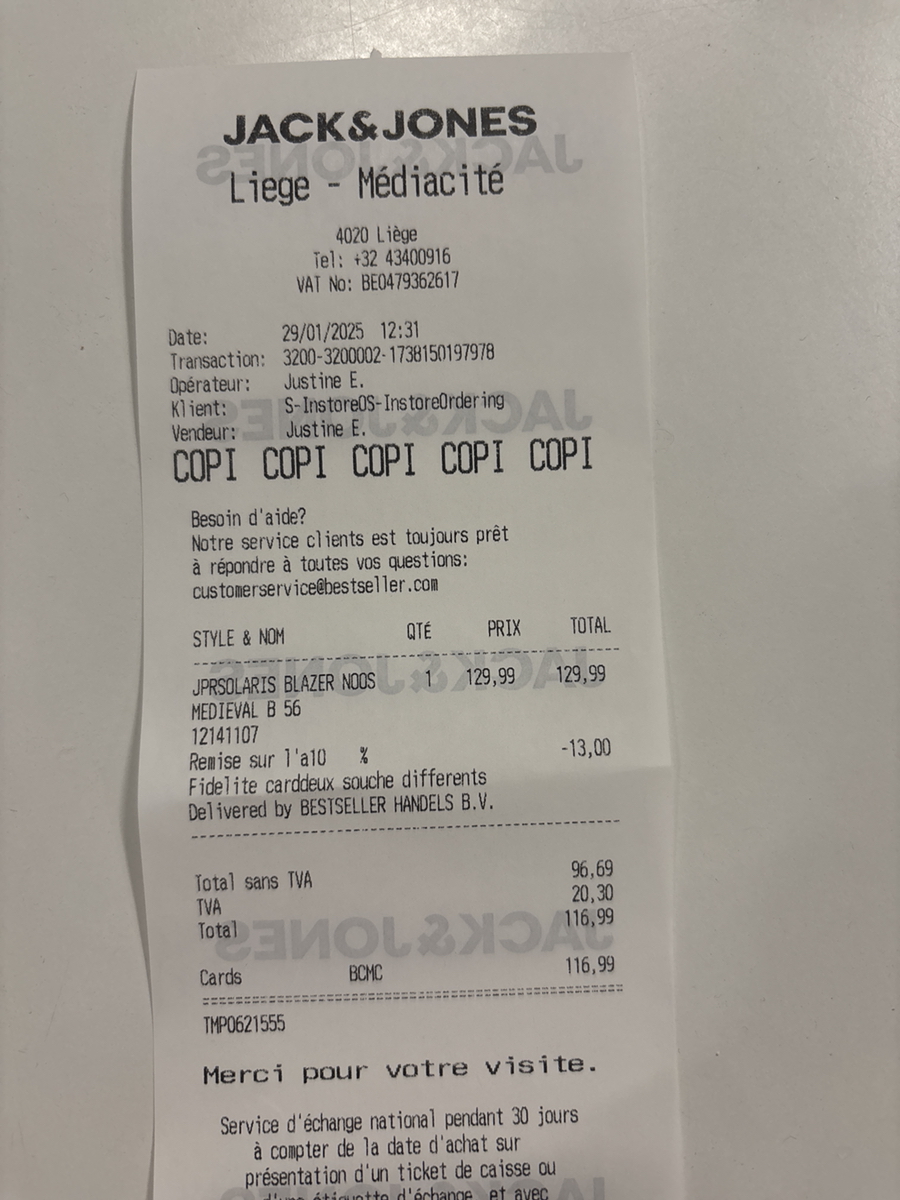 JACK&JONES
Liege - Médiacité
4020 Liège
Tel: +32 43400916
VAT No: BE0479362617
Date: 29/01/2025 12:31
Transaction: 3200-3200002-1738150197978
Opérateur: Justine E.
Klient: S-InstoreOS-InstoreOrdering
Vendeur: Justine E.
COPI COPI COPI COPI COPI
Besoin d'aide?
Notre service clients est toujours prêt
à répondre à toutes vos questions:
customerservice@bestseller.com
STYLE & NOM QTÉ PRIX TOTAL
JPRSOLARIS BLAZER NOOS 1 129,99 129,99
MEDIEVAL B 56
12141107
Remise sur l'a10 % -13,00
Fidelite carddeux souche differents
Delivered by BESTSELLER HANDELS B.V.
Total sans TVA 96,69
TVA 20,30
Total 116,99
Cards BCMC 116,99
TMP0621555
Merci pour votre visite.
Service d'échange national pendant 30 jours
à compter de la date d'achat sur
présentation d'un ticket de caisse ou
d'une étiquette d'échange, et avec